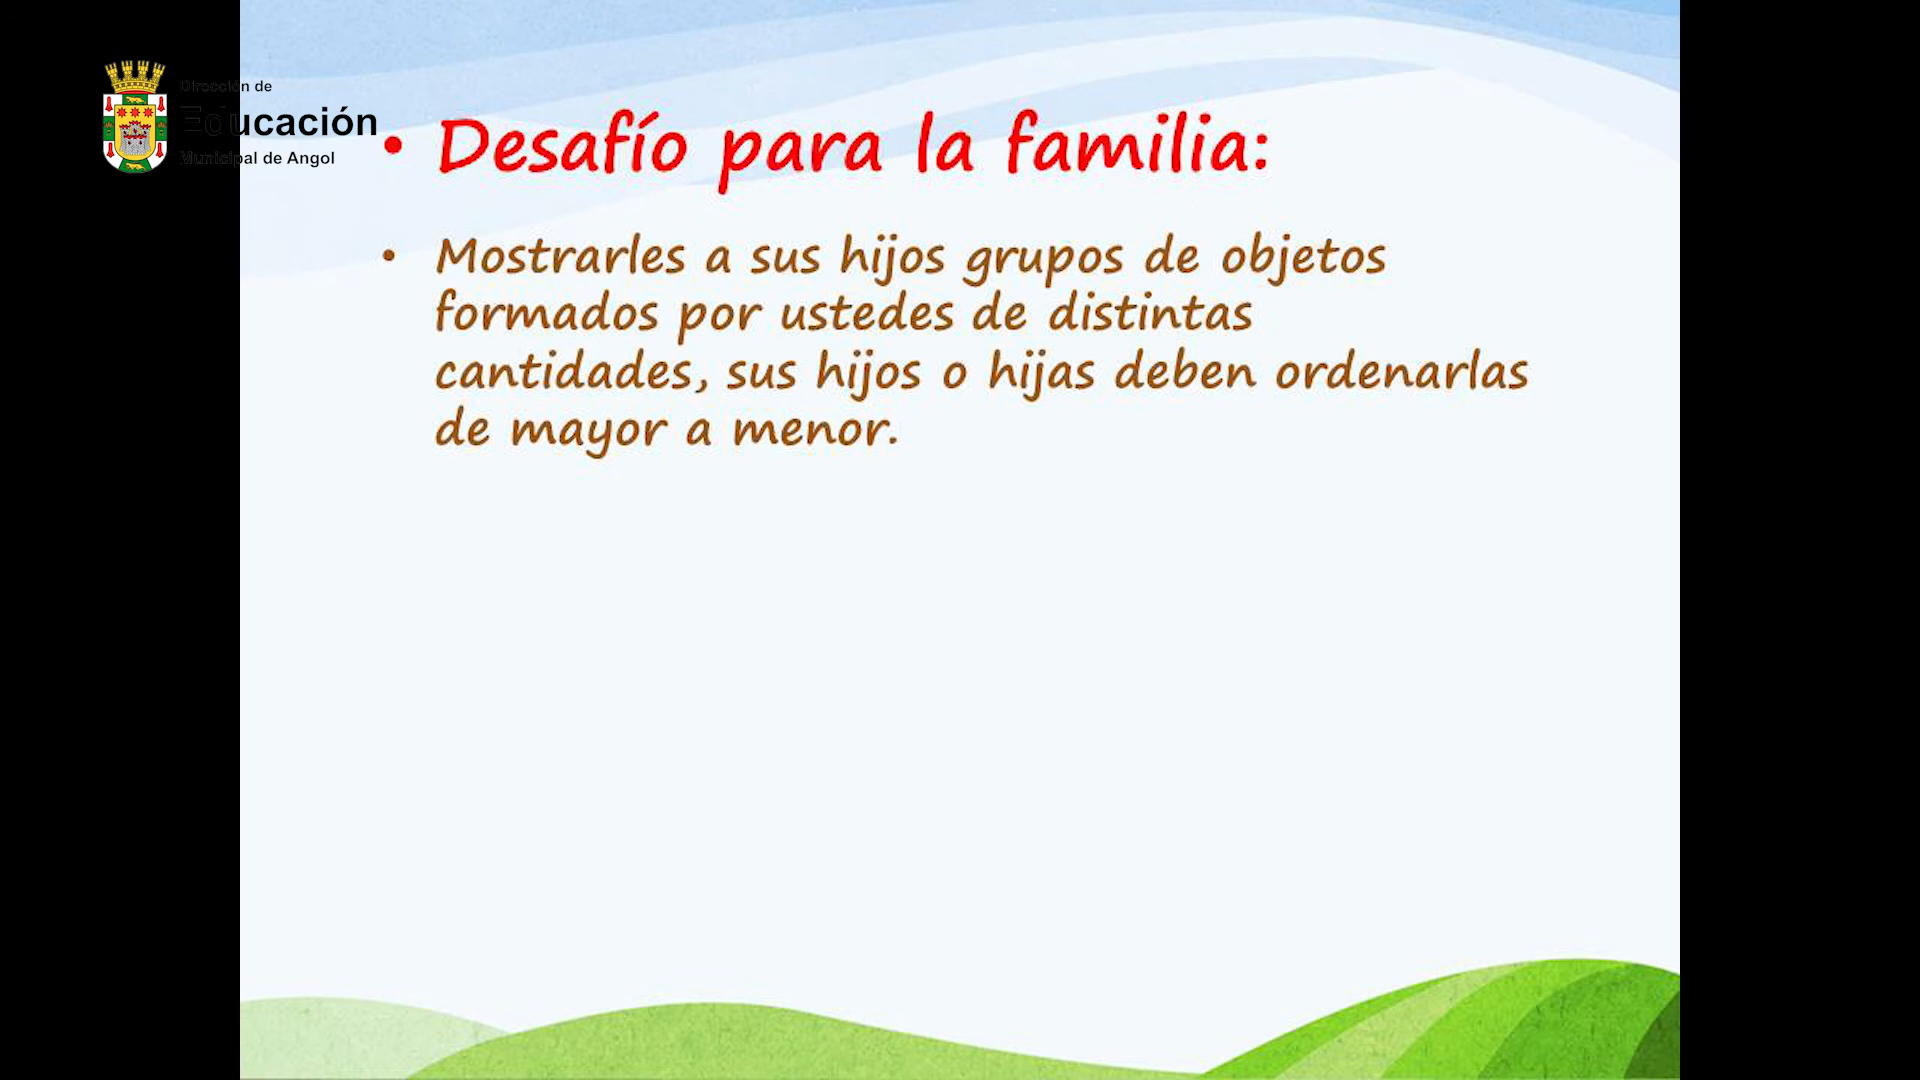 Dirección de
Educación
Municipal de Angol
• Desafío para la familia:
• Mostrarles a sus hijos grupos de objetos
formados por ustedes de distintas
cantidades, sus hijos o hijas deben ordenarlas
de mayor a menor.